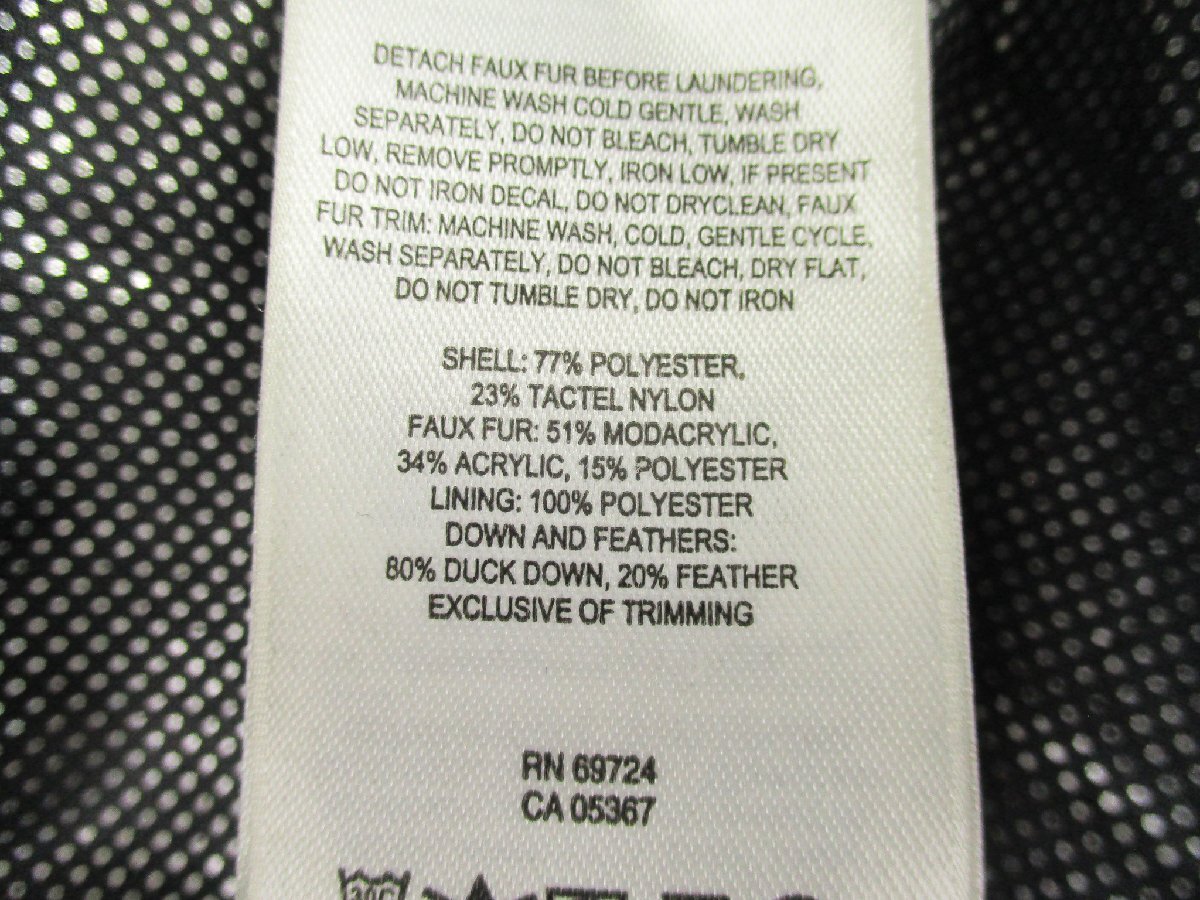 DETACH FAUX FUR BEFORE LAUNDERING,
MACHINE WASH COLD GENTLE, WASH
SEPARATELY, DO NOT BLEACH, TUMBLE DRY
LOW, REMOVE PROMPTLY, IRON LOW, IF PRESENT
DO NOT IRON DECAL, DO NOT DRYCLEAN, FAUX
FUR TRIM: MACHINE WASH, COLD, GENTLE CYCLE,
WASH SEPARATELY, DO NOT BLEACH, DRY FLAT,
DO NOT TUMBLE DRY, DO NOT IRON
SHELL: 77% POLYESTER,
23% TACTEL NYLON
FAUX FUR: 51% MODACRYLIC,
34% ACRYLIC, 15% POLYESTER
LINING: 100% POLYESTER
DOWN AND FEATHERS:
80% DUCK DOWN, 20% FEATHER
EXCLUSIVE OF TRIMMING
RN 69724
CA 05367
30C